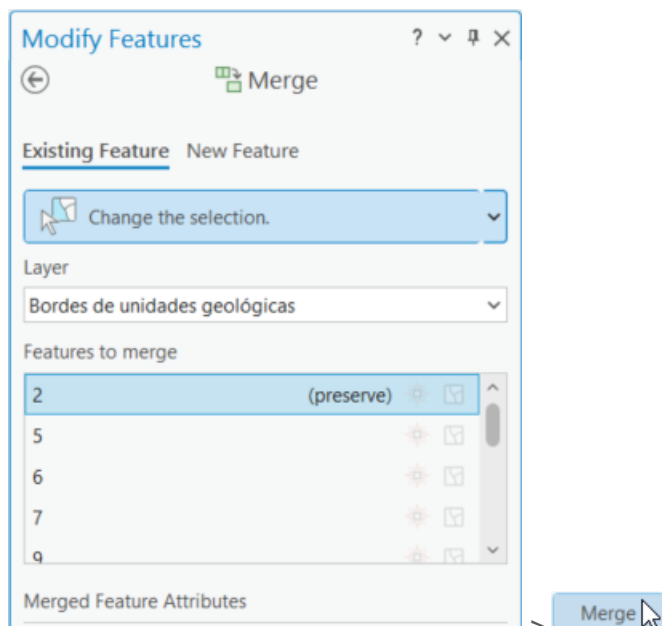 Modify Features ?
Merge
Existing Feature New Feature
Change the selection.
Layer
Bordes de unidades geológicas
Features to merge
2 (preserve)
5
6
7
9
Merged Feature Attributes
Merge